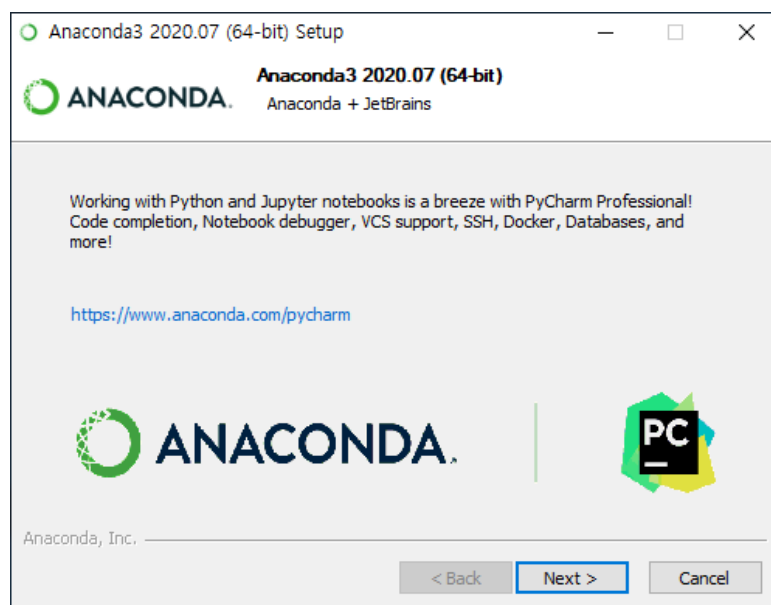 Anaconda3 2020.07 (64-bit) Setup
ANACONDA.
Anaconda3 2020.07 (64-bit)
Anaconda + JetBrains
Working with Python and Jupyter notebooks is a breeze with PyCharm Professional!
Code completion, Notebook debugger, VCS support, SSH, Docker, Databases, and
more!
https://www.anaconda.com/pycharm
ANACONDA.
PC
Anaconda, Inc.
< Back
Next >
Cancel